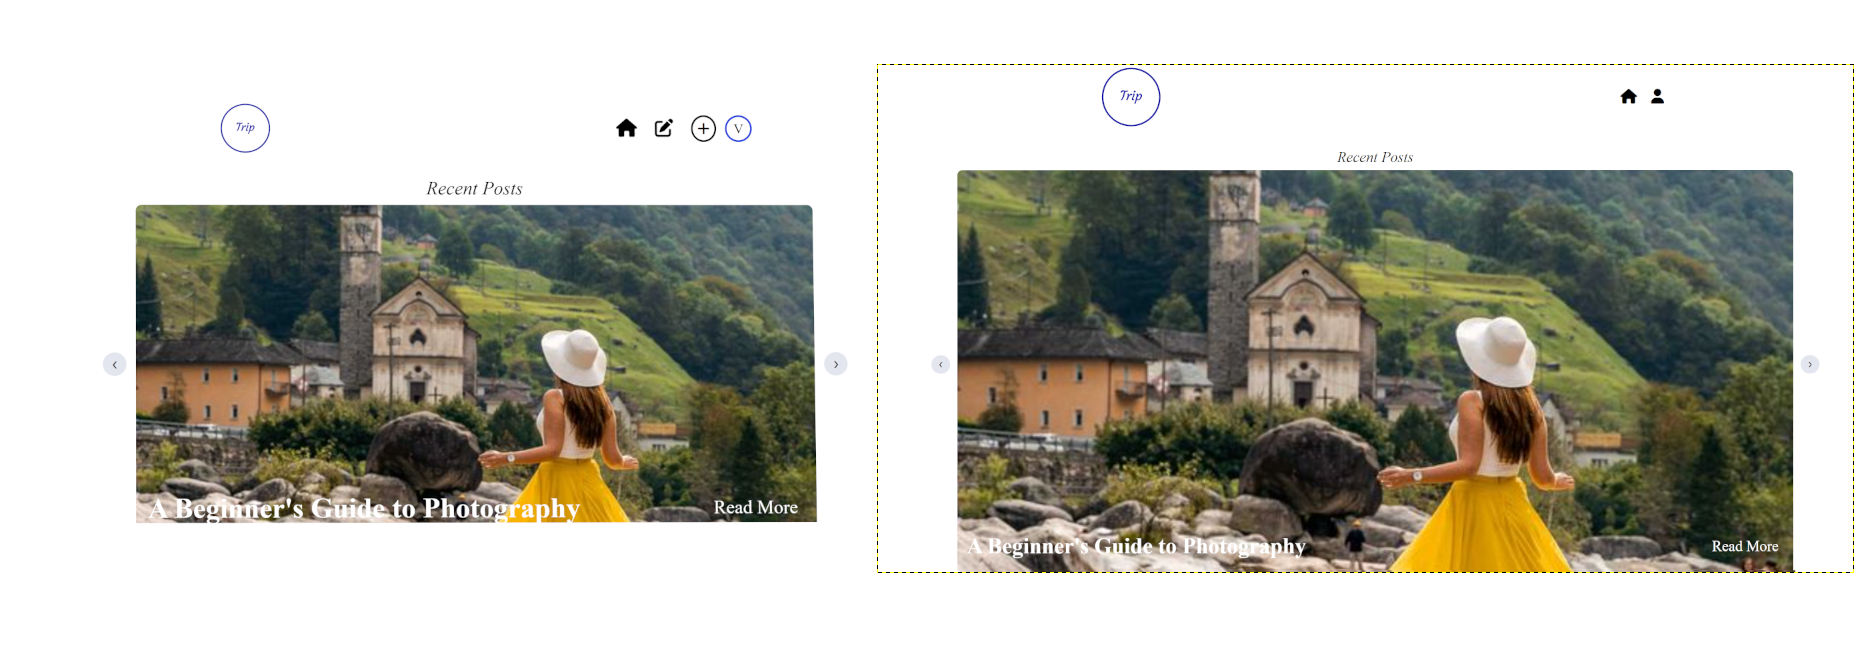 Trip
V
Recent Posts
A Beginner's Guide to Photography
Read More
Trip
Recent Posts
A Beginner's Guide to Photography
Read More